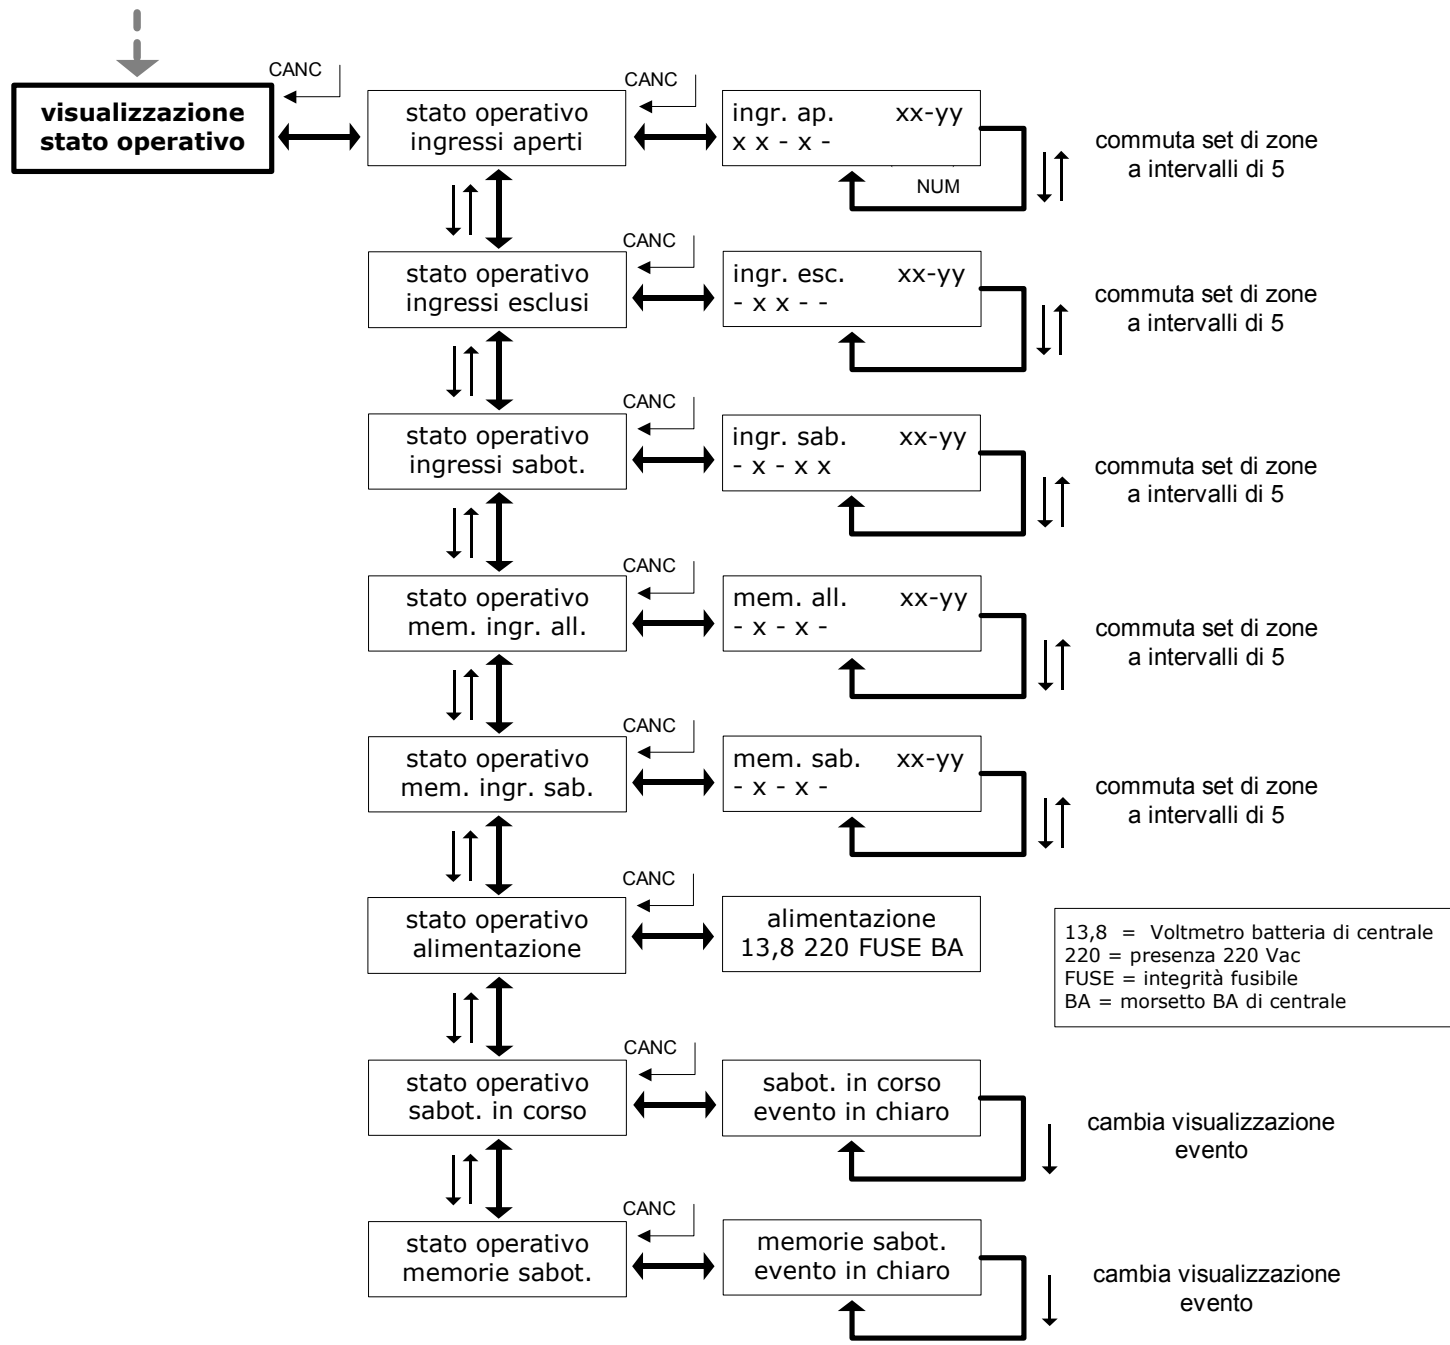 CANC
visualizzazione
stato operativo
stato operativo
ingressi aperti
CANC
ingr. ap. xx-yy
x x - x -
NUM
commuta set di zone
a intervalli di 5
stato operativo
ingressi esclusi
CANC
ingr. esc. xx-yy
- x x - -
commuta set di zone
a intervalli di 5
stato operativo
ingressi sabot.
CANC
ingr. sab. xx-yy
- x - x x
commuta set di zone
a intervalli di 5
stato operativo
mem. ingr. all.
CANC
mem. all. xx-yy
- x - x -
commuta set di zone
a intervalli di 5
stato operativo
mem. ingr. sab.
CANC
mem. sab. xx-yy
- x - x -
commuta set di zone
a intervalli di 5
stato operativo
alimentazione
CANC
alimentazione
13,8 220 FUSE BA
13,8 = Voltmetro batteria di centrale
220 = presenza 220 Vac
FUSE = integrità fusibile
BA = morsetto BA di centrale
stato operativo
sabot. in corso
CANC
sabot. in corso
evento in chiaro
cambia visualizzazione
evento
stato operativo
memorie sabot.
CANC
memorie sabot.
evento in chiaro
cambia visualizzazione
evento